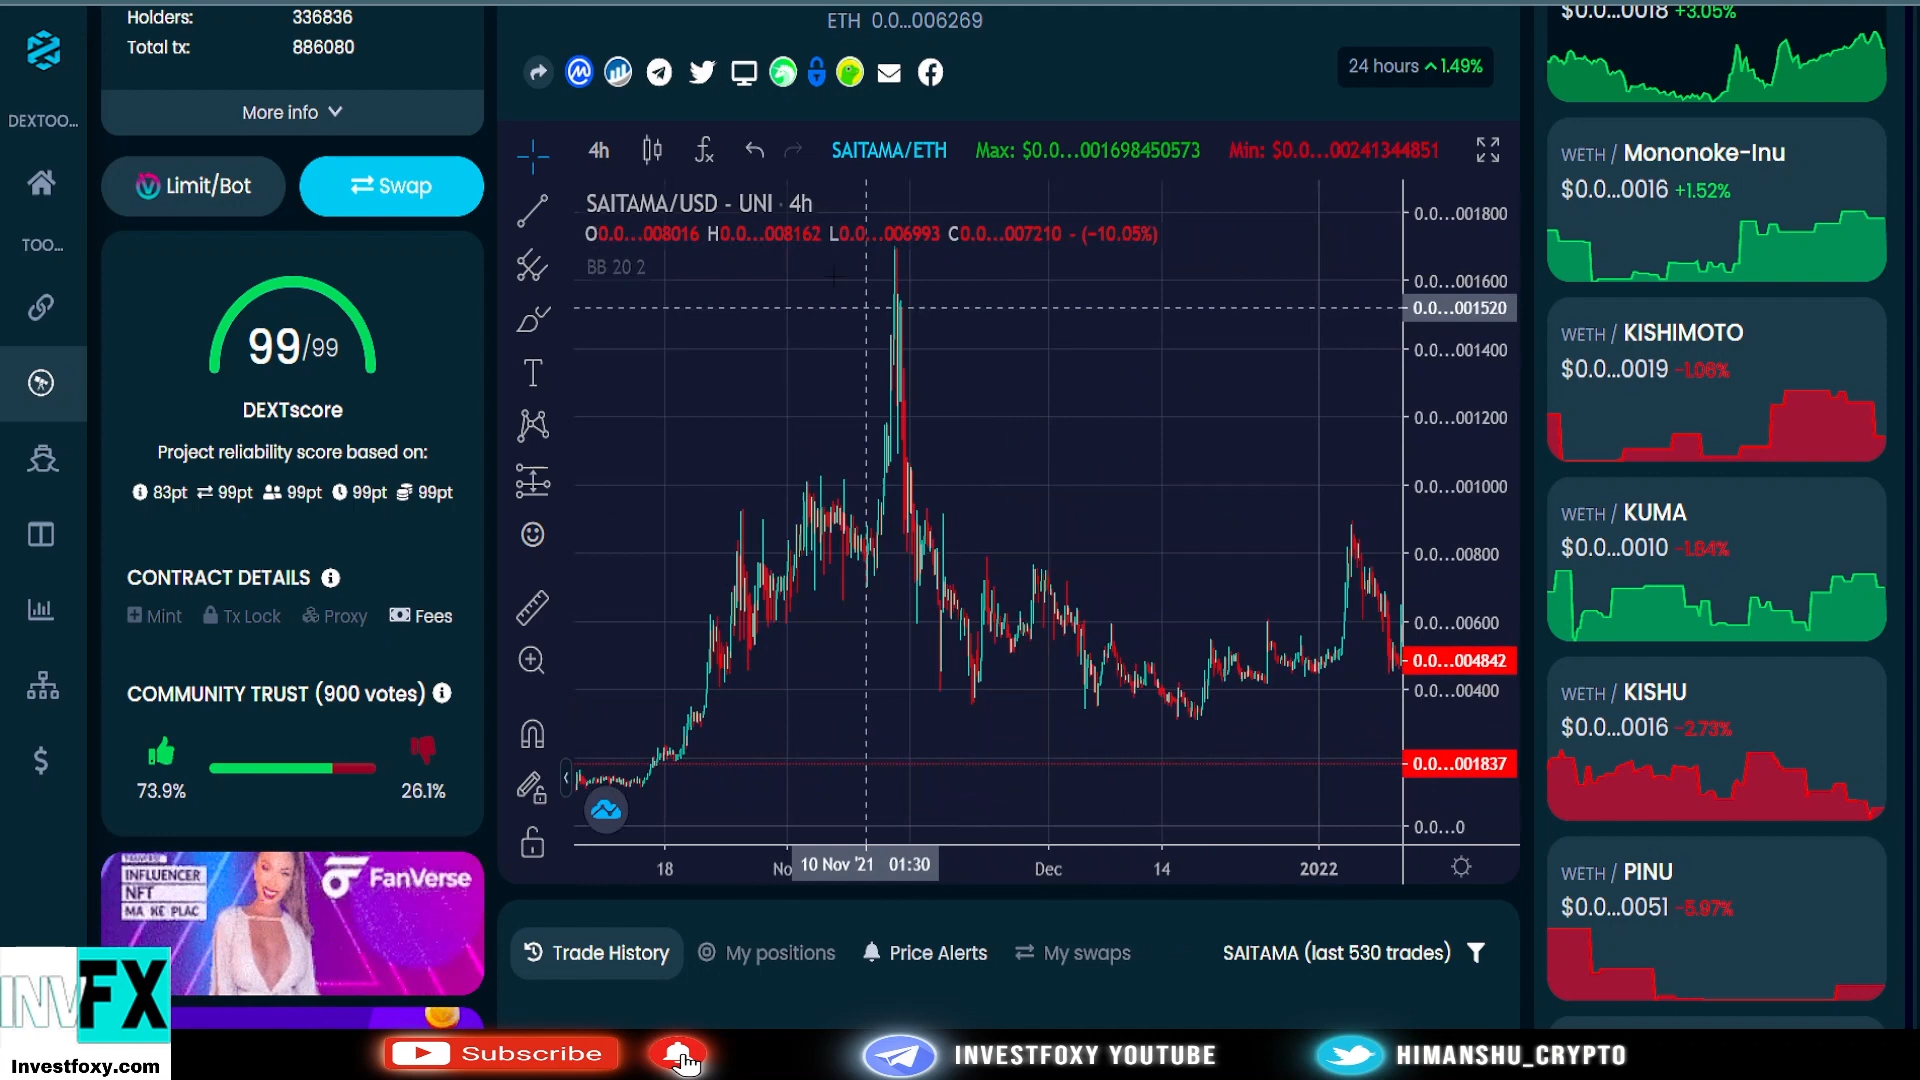 Holders: 336836
Total tx: 886080
More info
DEXTOO...
Limit/Bot
Swap
TOO...
99/99
DEXTscore
Project reliability score based on:
83pt 99pt 99pt 99pt 99pt
CONTRACT DETAILS
Mint Tx Lock Proxy Fees
COMMUNITY TRUST (900 votes)
73.9% 26.1%
INFLUENCER
NFT
FanVerse
INVFX
Investfoxy.com
ETH 0.0...006269
24 hours 1.49%
4h SAITAMA/ETH Max: $0.0...001698450573 Min: $0.0...00241344851
SAITAMA/USD - UNI · 4h
O0.0...008016 H0.0...008162 L0.0...006993 C0.0...007210 - (−10.05%)
BB 20 2
0.0...001800
0.0...001600
0.0...001520
0.0...001400
0.0...001200
0.0...001000
0.0...00800
0.0...00600
0.0...004842
0.0...00400
0.0...001837
0.0...0
18 No 10 Nov '21 01:30 Dec 14 2022
Trade History My positions Price Alerts My swaps SAITAMA (last 530 trades)
$0.0...0018 +3.05%
WETH / Mononoke-Inu
$0.0...0016 +1.52%
WETH / KISHIMOTO
$0.0...0019 -1.06%
WETH / KUMA
$0.0...0010 -1.84%
WETH / KISHU
$0.0...0016 -2.73%
WETH / PINU
$0.0...0051 -5.97%
Subscribe INVESTFOXY YOUTUBE HIMANSHU_CRYPTO